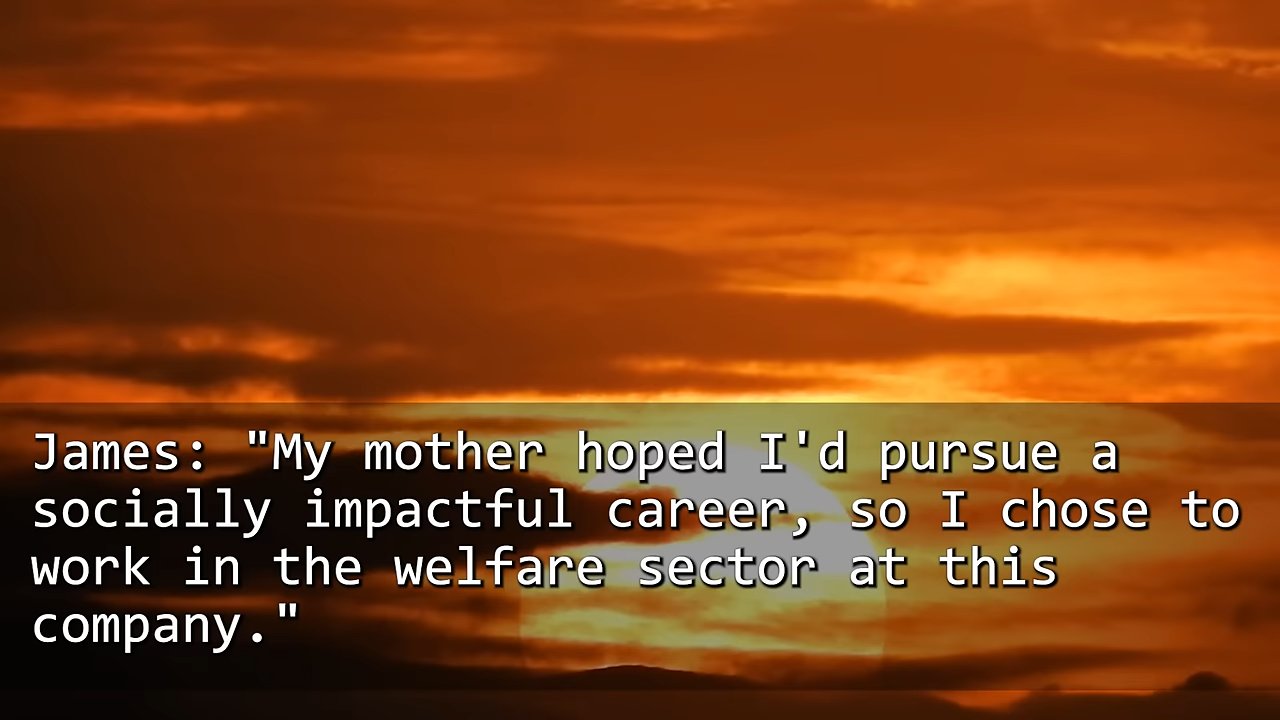 James: "My mother hoped I'd pursue a
socially impactful career, so I chose to
work in the welfare sector at this
company."